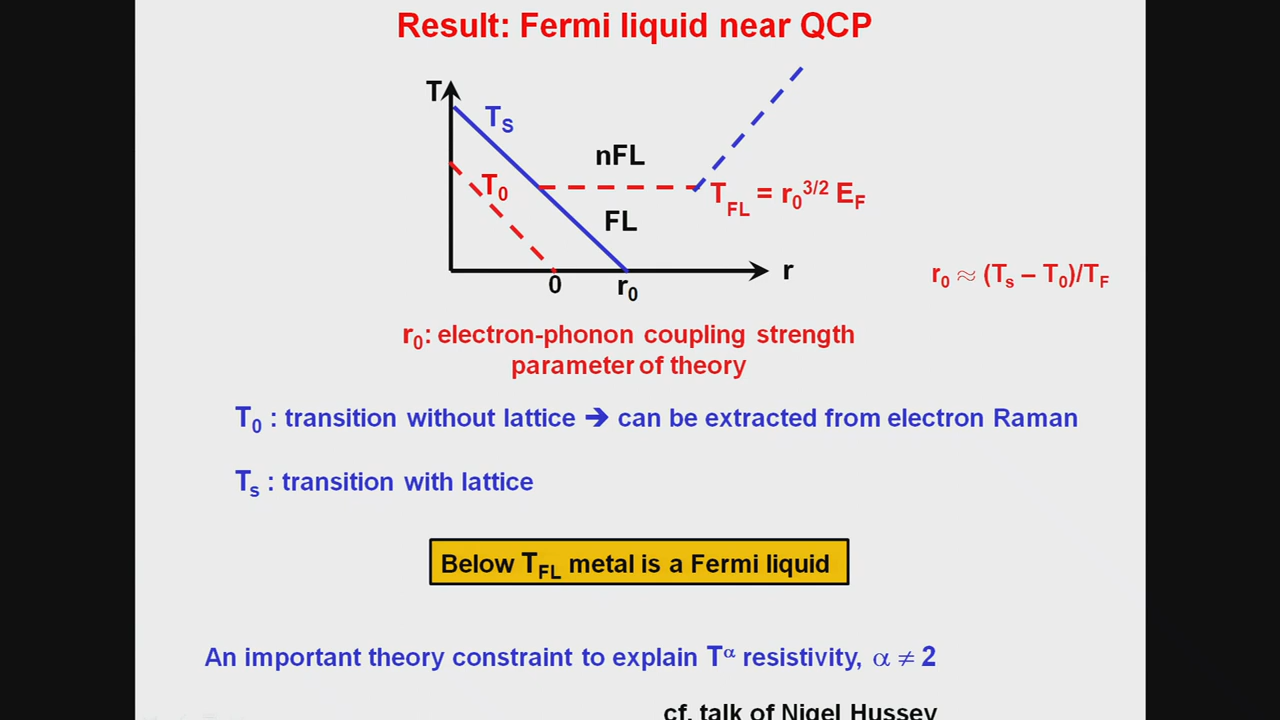 Result: Fermi liquid near QCP
T
T_S
nFL
T_0
T_FL = r_0^3/2 E_F
FL
r
0
r_0
r_0 ≈ (T_s – T_0)/T_F
r_0: electron-phonon coupling strength
parameter of theory
T_0 : transition without lattice ➔ can be extracted from electron Raman
T_s : transition with lattice
Below T_FL metal is a Fermi liquid
An important theory constraint to explain T^α resistivity, α ≠ 2
cf. talk of Nigel Hussey